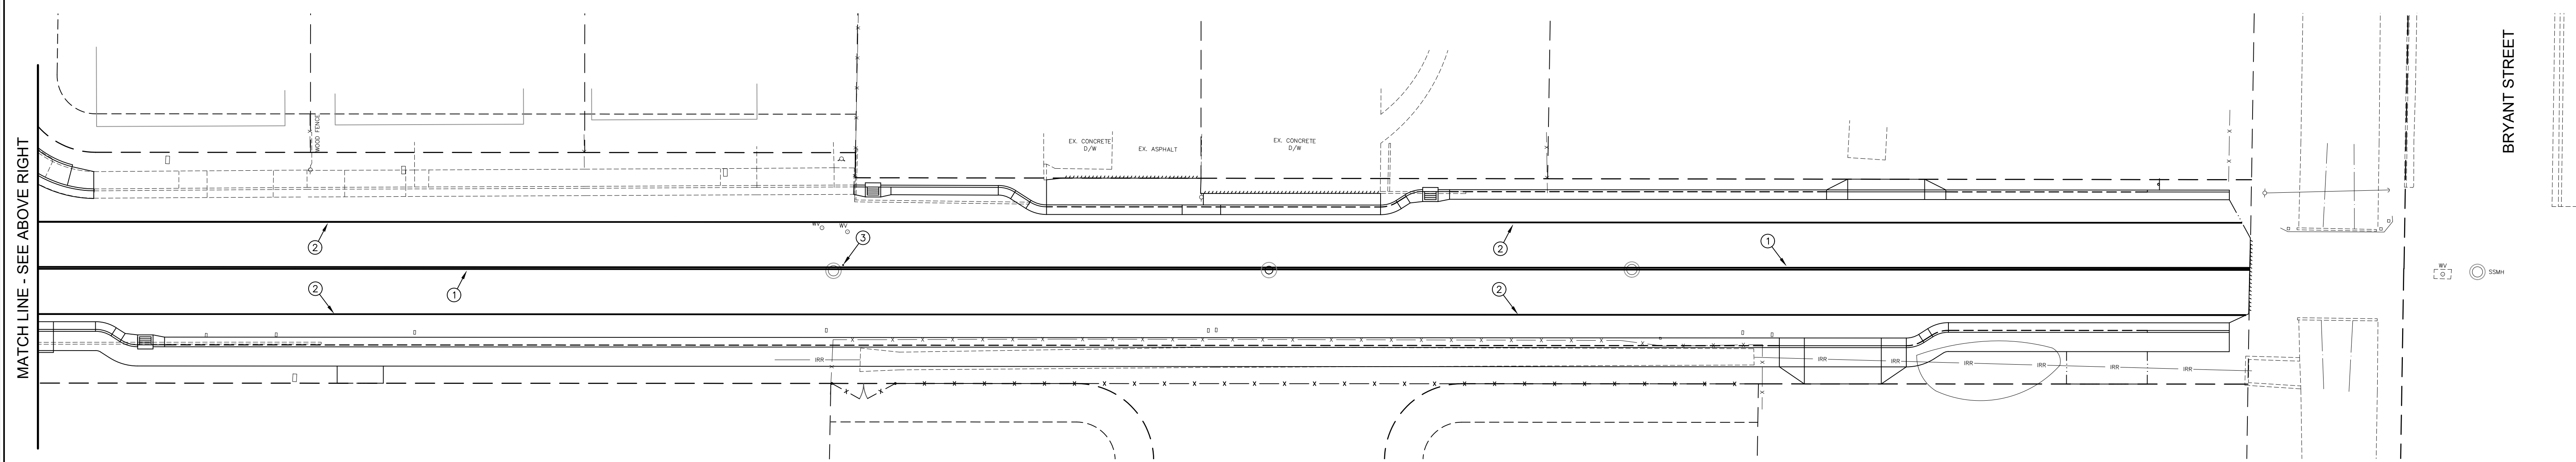 MATCH LINE - SEE ABOVE RIGHT
WOOD FENCE
EX. CONCRETE
D/W
EX. ASPHALT
EX. CONCRETE
D/W
BRYANT STREET
2
WV
WV
3
2
1
2
1
2
WV
SSMH
IRR
IRR
IRR
IRR
IRR
IRR
IRR